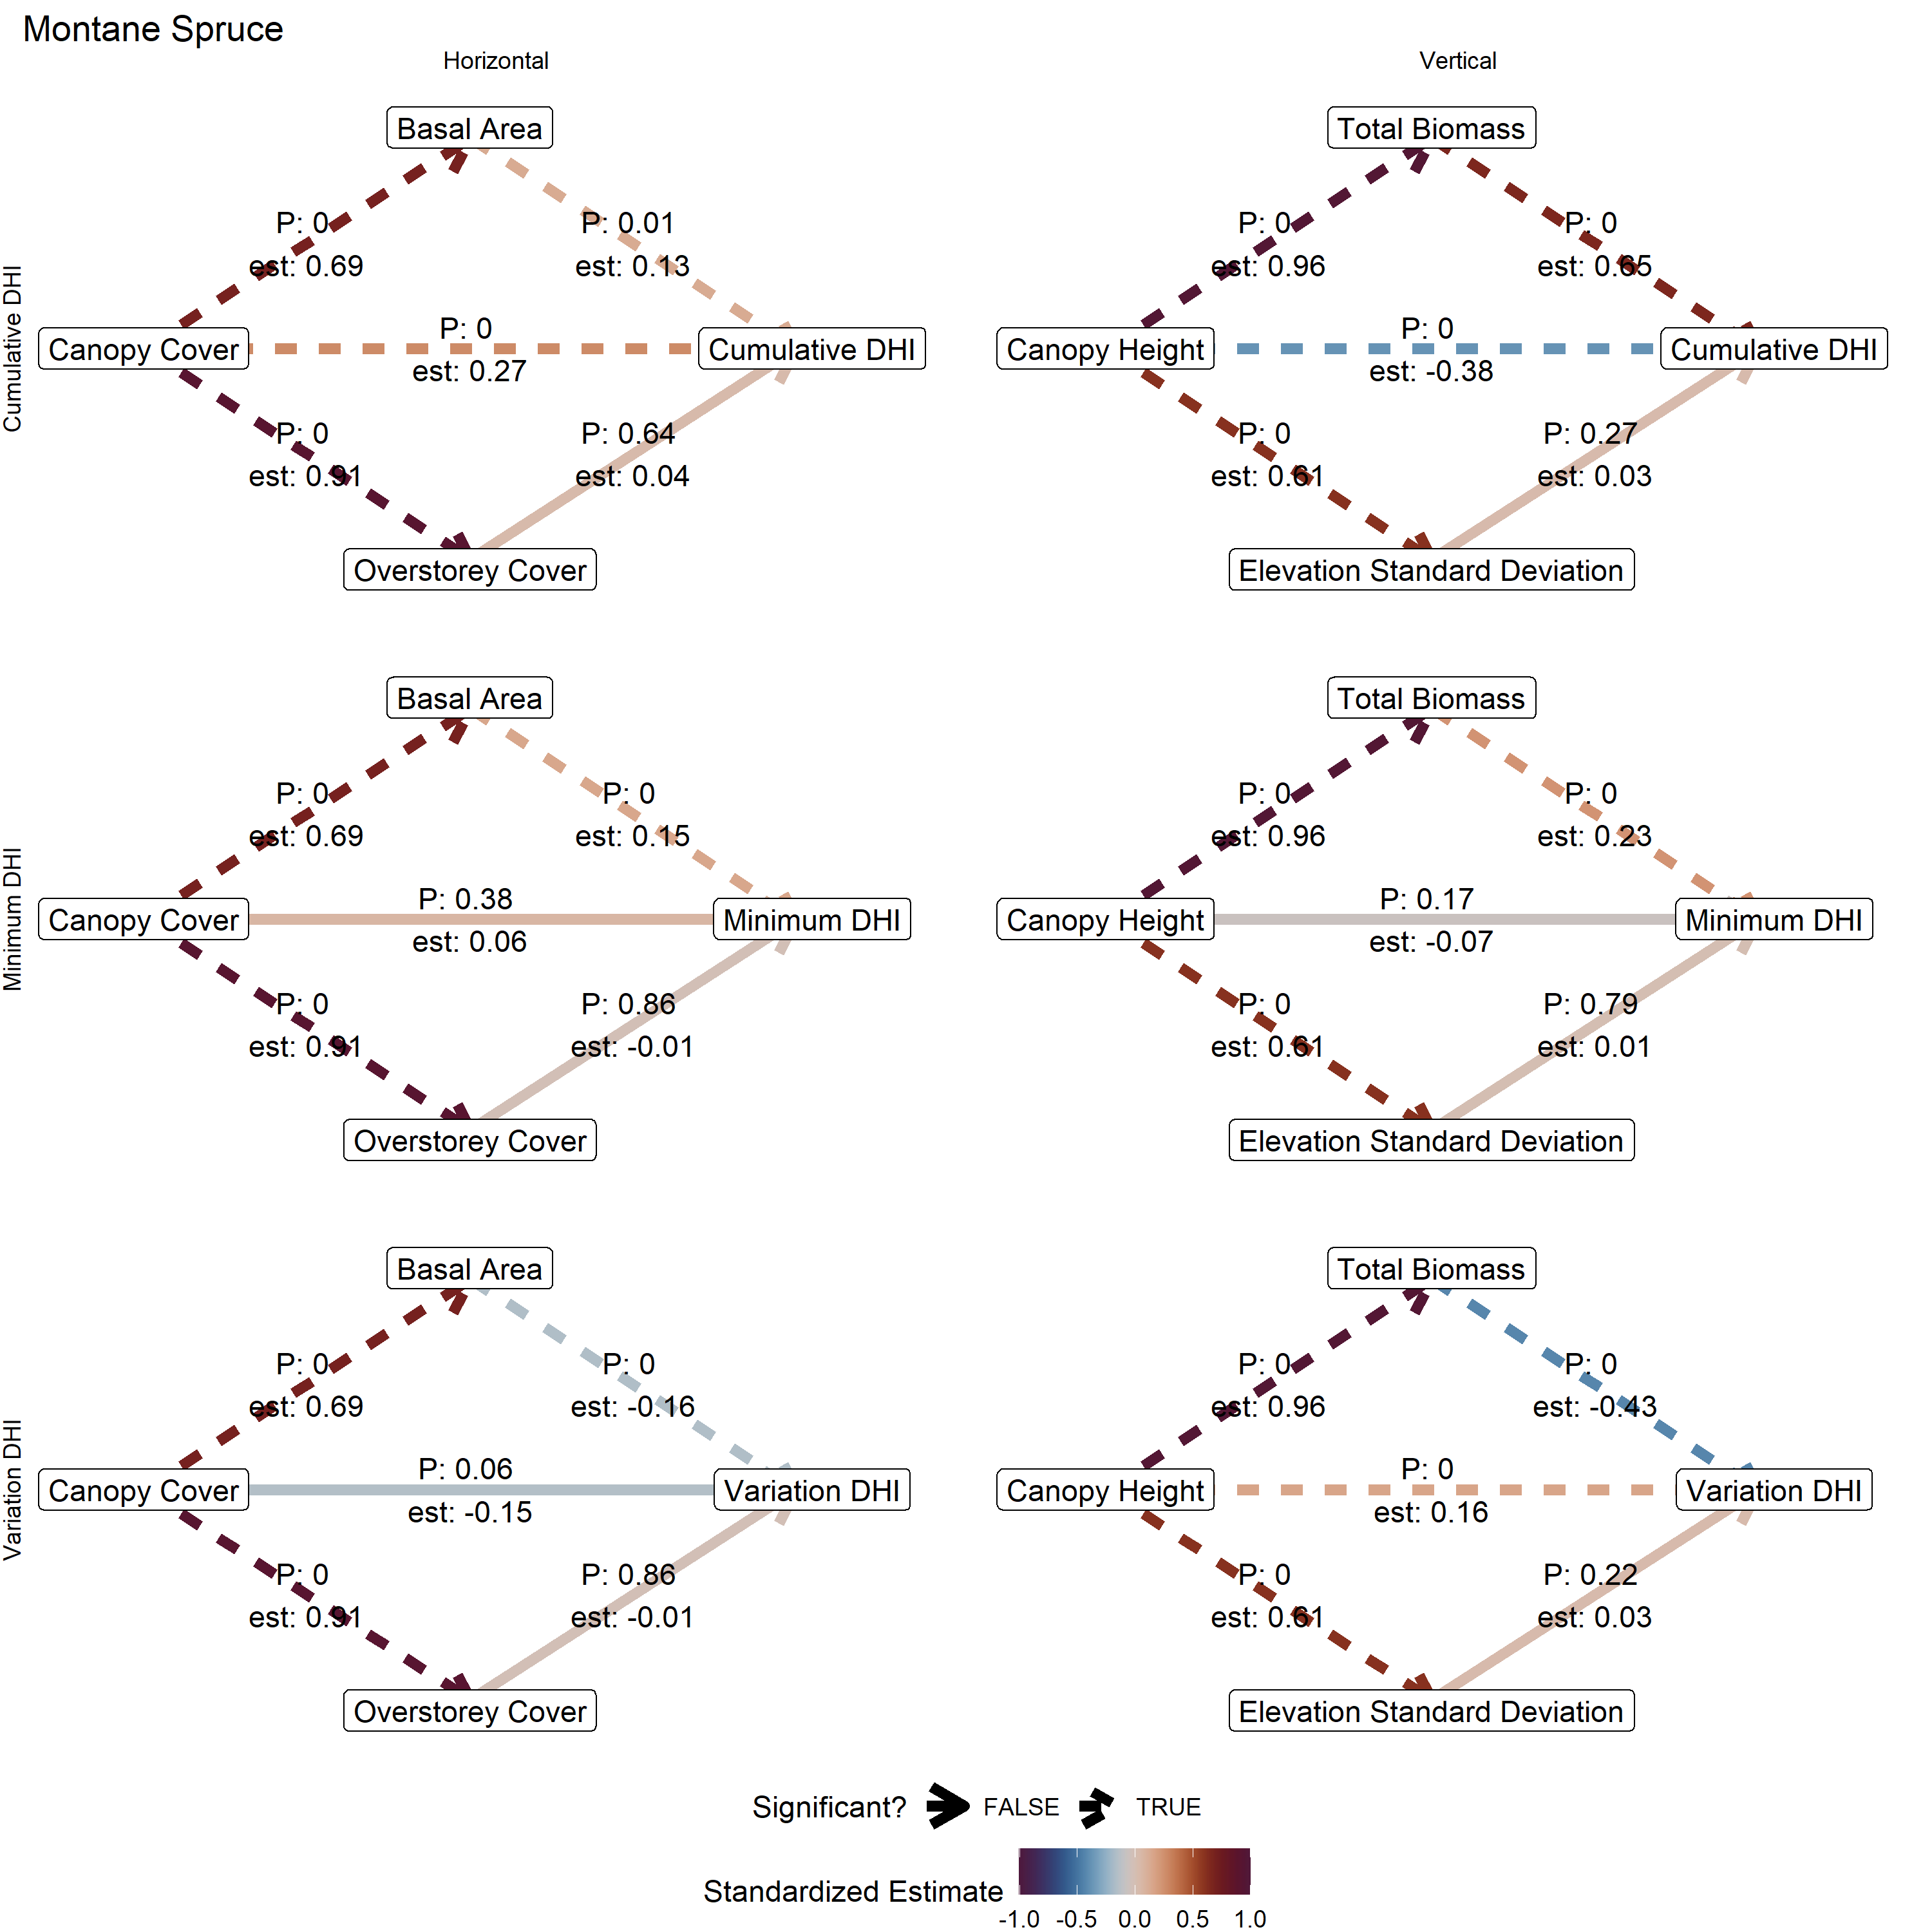 Montane Spruce
Horizontal
Vertical
Cumulative DHI
Basal Area
P: 0
est: 0.69
P: 0.01
est: 0.13
Canopy Cover
P: 0
est: 0.27
Cumulative DHI
P: 0
est: 0.91
P: 0.64
est: 0.04
Overstorey Cover
Total Biomass
P: 0
est: 0.96
P: 0
est: 0.65
Canopy Height
P: 0
est: -0.38
Cumulative DHI
P: 0
est: 0.61
P: 0.27
est: 0.03
Elevation Standard Deviation
Minimum DHI
Basal Area
P: 0
est: 0.69
P: 0
est: 0.15
Canopy Cover
P: 0.38
est: 0.06
Minimum DHI
P: 0
est: 0.91
P: 0.86
est: -0.01
Overstorey Cover
Total Biomass
P: 0
est: 0.96
P: 0
est: 0.23
Canopy Height
P: 0.17
est: -0.07
Minimum DHI
P: 0
est: 0.61
P: 0.79
est: 0.01
Elevation Standard Deviation
Variation DHI
Basal Area
P: 0
est: 0.69
P: 0
est: -0.16
Canopy Cover
P: 0.06
est: -0.15
Variation DHI
P: 0
est: 0.91
P: 0.86
est: -0.01
Overstorey Cover
Total Biomass
P: 0
est: 0.96
P: 0
est: -0.43
Canopy Height
P: 0
est: 0.16
Variation DHI
P: 0
est: 0.61
P: 0.22
est: 0.03
Elevation Standard Deviation
Significant? FALSE TRUE
Standardized Estimate
-1.0 -0.5 0.0 0.5 1.0